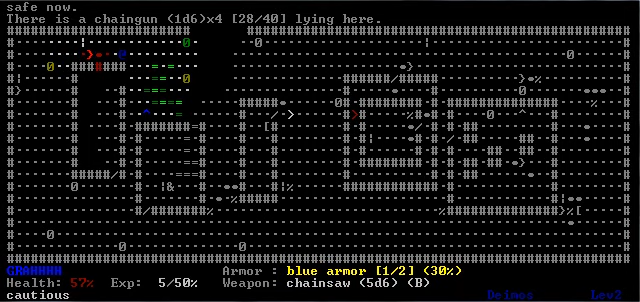 safe now.
There is a chaingun (1d6)x4 [28/40] lying here.
GRAHHHH Armor : blue armor [1/2] (30%)
Health: 57% Exp: 5/50% Weapon: chainsaw (5d6) (B)
cautious Deimos Lev2